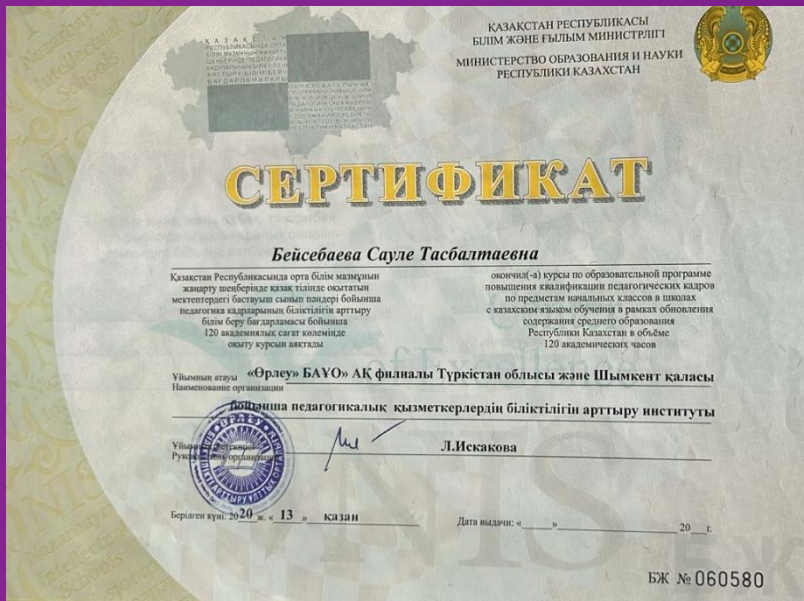 ҚАЗАҚСТАН РЕСПУБЛИКАСЫ
БІЛІМ ЖӘНЕ ҒЫЛЫМ МИНИСТРЛІГІ
МИНИСТЕРСТВО ОБРАЗОВАНИЯ И НАУКИ
РЕСПУБЛИКИ КАЗАХСТАН
СЕРТИФИКАТ
Бейсебаева Сауле Тасбалтаевна
Қазақстан Республикасында орта білім мазмұнын
жаңарту шеңберінде қазақ тілінде оқытатын
мектептердегі бастауыш сынып пәндері бойынша
педагогика кадрларының біліктілігін арттыру
білім беру бағдарламасы бойынша
120 академиялық сағат көлемінде
оқыту курсын аяқтады
окончил(-а) курсы по образовательной программе
повышения квалификации педагогических кадров
по предметам начальных классов в школах
с казахским языком обучения в рамках обновления
содержания среднего образования
Республики Казахстан в объёме
120 академических часов
Ұйымның атауы «Өрлеу» БАҰО» АҚ филиалы Түркістан облысы және Шымкент қаласы
Наименование организации
бойынша педагогикалық қызметкерлердің біліктілігін арттыру институты
Л.Искакова
Берілген күні: 2020 ж. « 13 » қазан
Дата выдачи: «     »      20   г.
NIS
БЖ № 060580